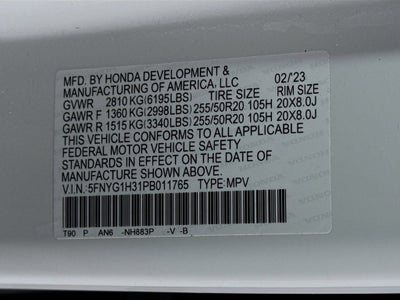 MFD. BY HONDA DEVELOPMENT &
MANUFACTURING OF AMERICA, LLC 02/'23
GVWR 2810 KG(6195LBS) TIRE SIZE RIM SIZE
GAWR F 1360 KG(2998LBS) 255/50R20 105H 20X8.0J
GAWR R 1515 KG(3340LBS) 255/50R20 105H 20X8.0J
THIS VEHICLE CONFORMS TO ALL APPLICABLE
FEDERAL MOTOR VEHICLE SAFETY
STANDARDS IN EFFECT ON THE DATE OF
MANUFACTURE SHOWN ABOVE.
V.I.N: 5FNYG1H31PB011765 TYPE: MPV
T90 P AN6 -NH883P -V -B